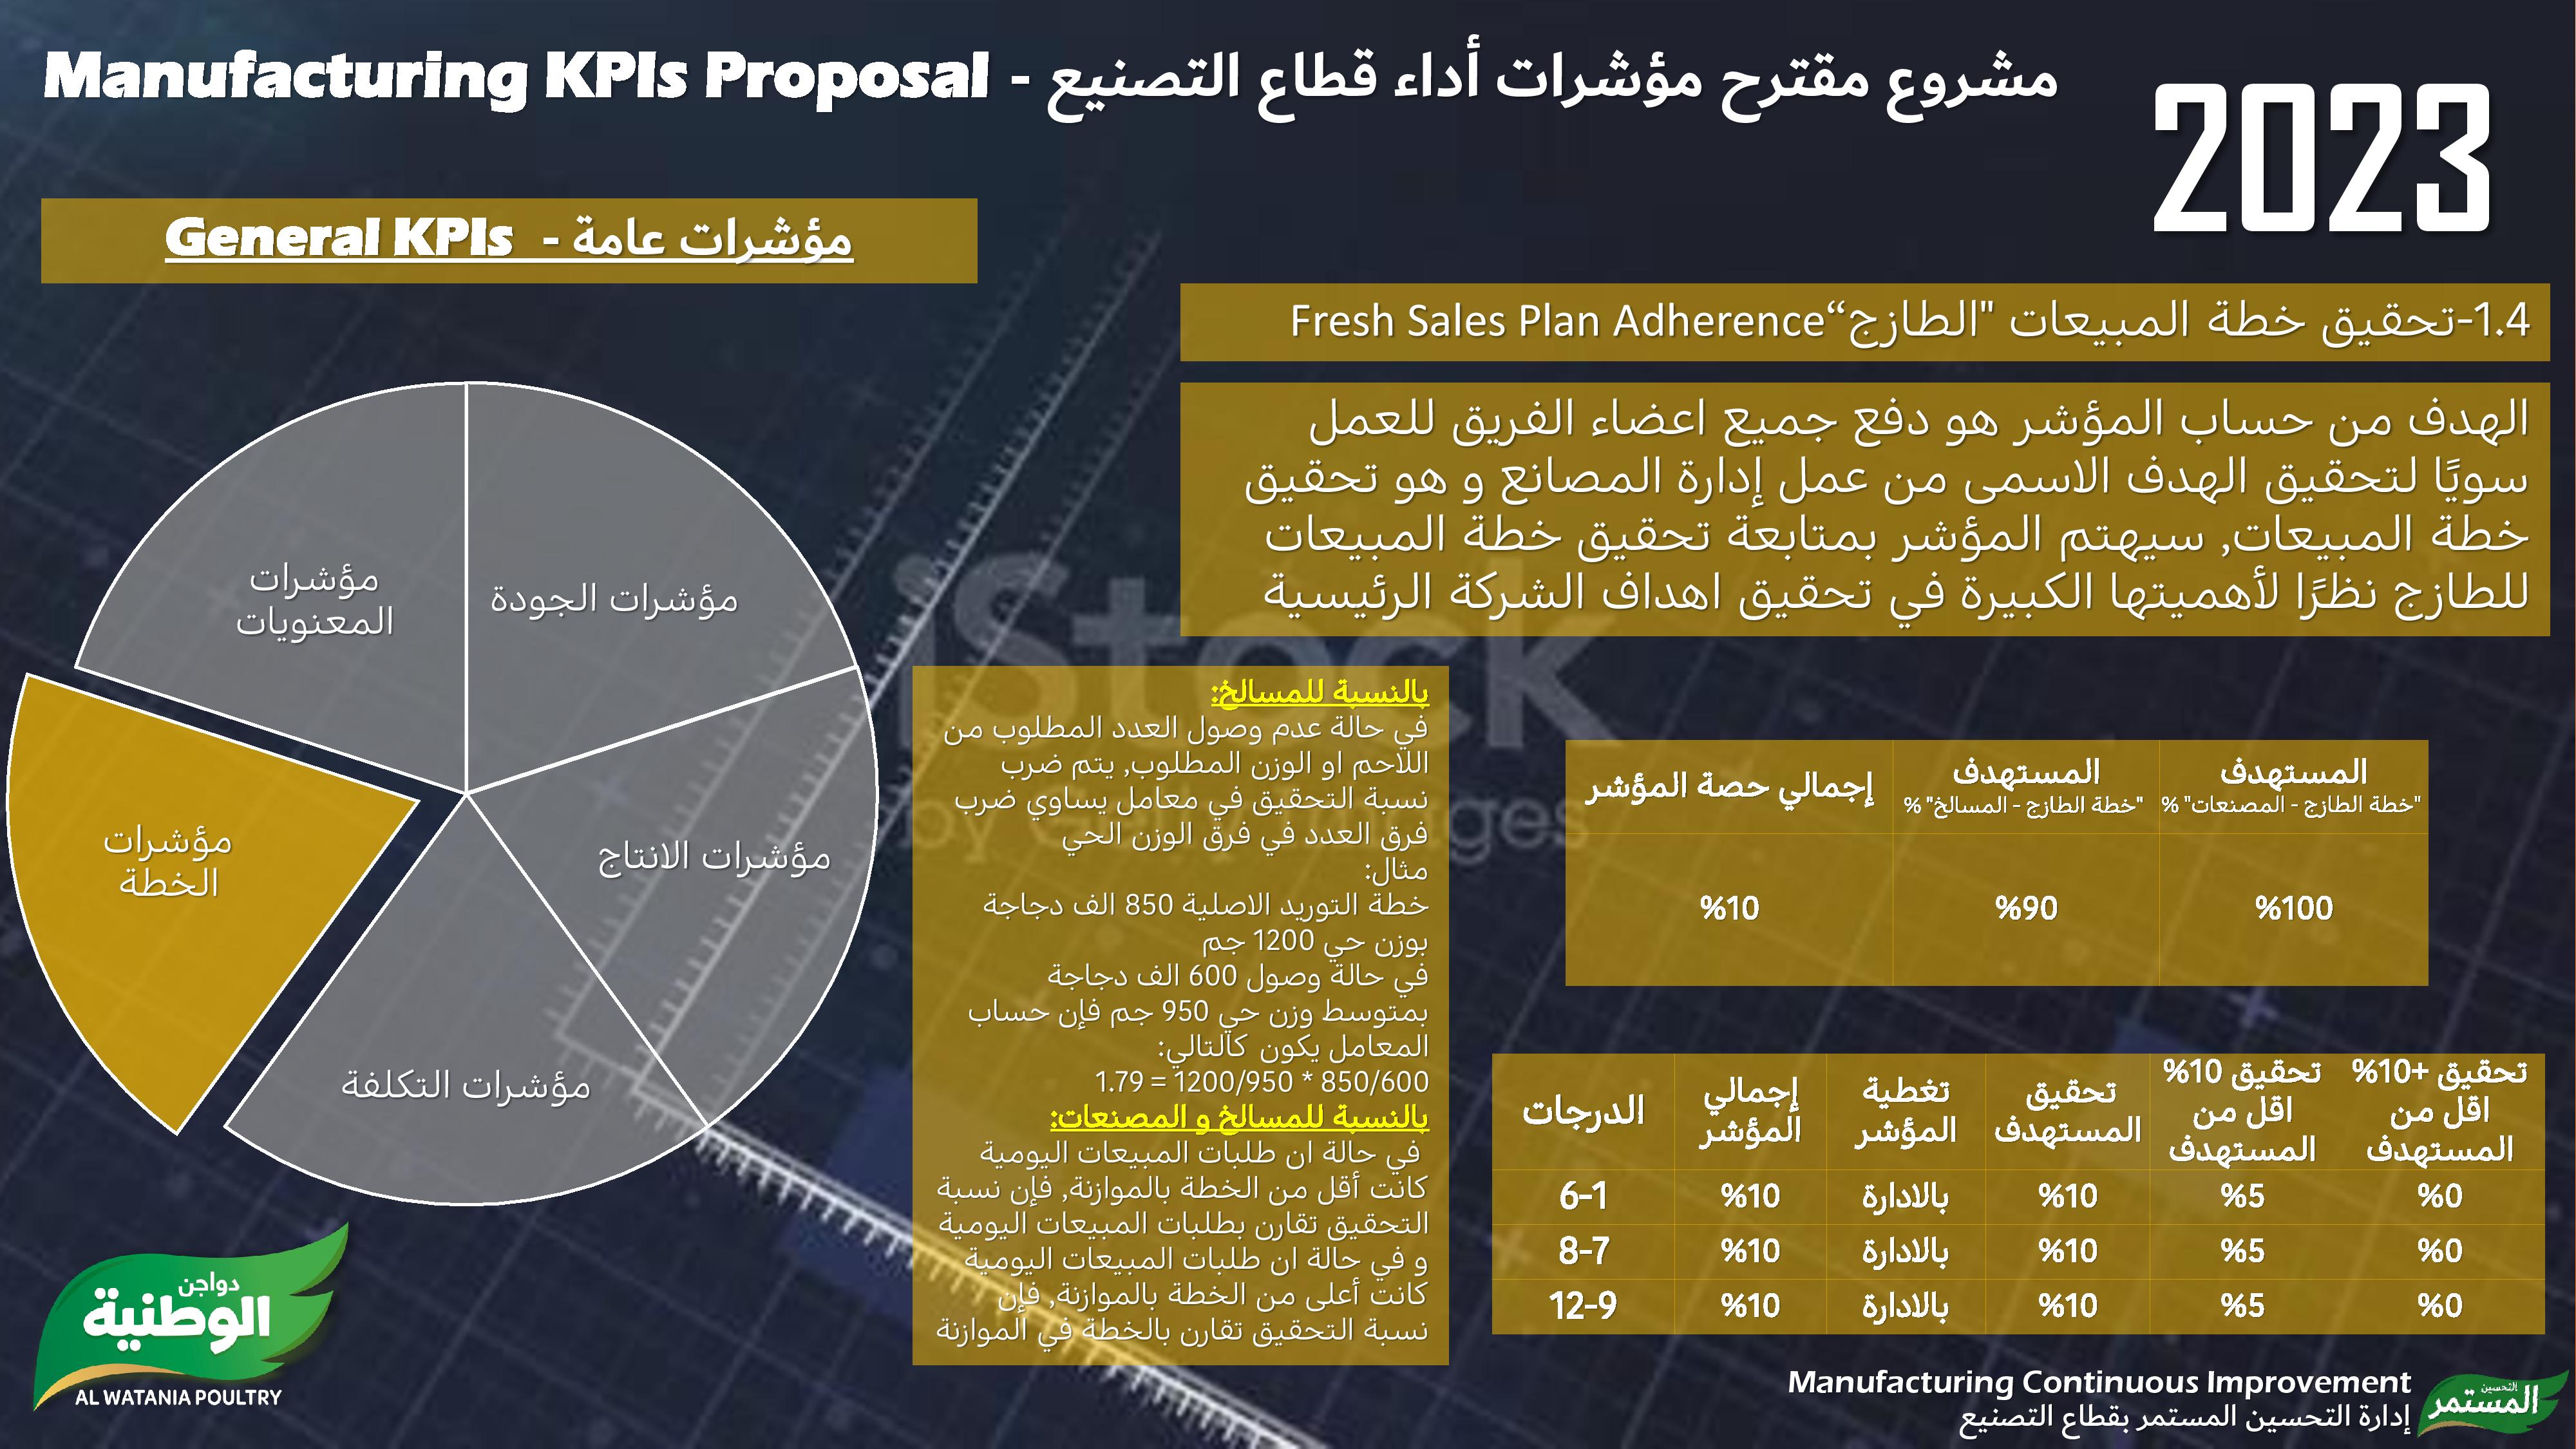 مشروع مقترح مؤشرات أداء قطاع التصنيع - Manufacturing KPIs Proposal
2023
مؤشرات عامة - General KPIs
1.4-تحقيق خطة المبيعات "الطازج“Fresh Sales Plan Adherence
الهدف من حساب المؤشر هو دفع جميع اعضاء الفريق للعمل
سويًا لتحقيق الهدف الاسمى من عمل إدارة المصانع و هو تحقيق
خطة المبيعات, سيهتم المؤشر بمتابعة تحقيق خطة المبيعات
للطازج نظرًا لأهميتها الكبيرة في تحقيق اهداف الشركة الرئيسية
مؤشرات الجودة
مؤشرات
المعنويات
مؤشرات الانتاج
مؤشرات
الخطة
مؤشرات التكلفة
بالنسبة للمسالخ:
في حالة عدم وصول العدد المطلوب من
اللاحم او الوزن المطلوب, يتم ضرب
نسبة التحقيق في معامل يساوي ضرب
فرق العدد في فرق الوزن الحي
مثال:
خطة التوريد الاصلية 850 الف دجاجة
بوزن حي 1200 جم
في حالة وصول 600 الف دجاجة
بمتوسط وزن حي 950 جم فإن حساب
المعامل يكون كالتالي:
1.79 = 1200/950 * 850/600
بالنسبة للمسالخ و المصنعات:
في حالة ان طلبات المبيعات اليومية
كانت أقل من الخطة بالموازنة, فإن نسبة
التحقيق تقارن بطلبات المبيعات اليومية
و في حالة ان طلبات المبيعات اليومية
كانت أعلى من الخطة بالموازنة, فإن
نسبة التحقيق تقارن بالخطة في الموازنة
المستهدف "خطة الطازج - المصنعات" % المستهدف "خطة الطازج - المسالخ" % إجمالي حصة المؤشر
%100 %90 %10
تحقيق +10% اقل من المستهدف تحقيق 10% اقل من المستهدف تحقيق المستهدف تغطية المؤشر إجمالي المؤشر الدرجات
%0 %5 %10 بالادارة %10 6-1
%0 %5 %10 بالادارة %10 8-7
%0 %5 %10 بالادارة %10 12-9
iStock
by Getty Images
دواجن
الوطنية
AL WATANIA POULTRY
Manufacturing Continuous Improvement
إدارة التحسين المستمر بقطاع التصنيع
التحسين
المستمر